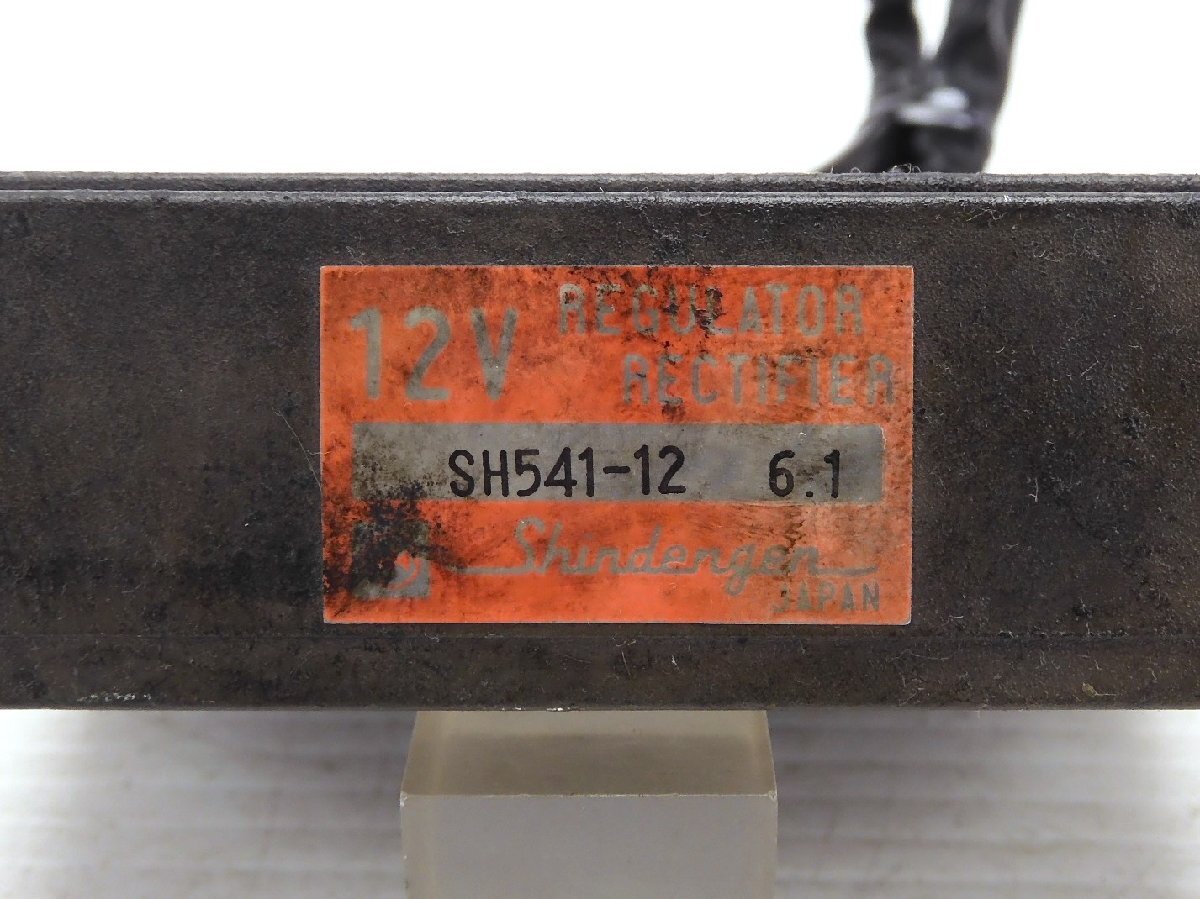 12V REGULATOR
RECTIFIER
SH541-12 6.1
Shindengen
JAPAN